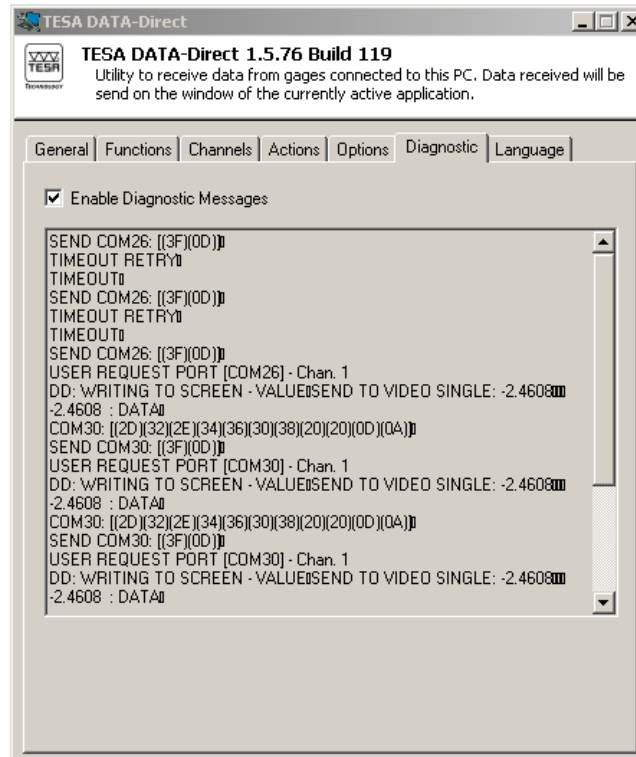 TESA DATA-Direct
TESA
TECHNOLOGY
TESA DATA-Direct 1.5.76 Build 119
Utility to receive data from gages connected to this PC. Data received will be
send on the window of the currently active application.
General Functions Channels Actions Options Diagnostic Language
Enable Diagnostic Messages
SEND COM26: [(3F)(0D)]▯
TIMEOUT RETRY▯
TIMEOUT▯
SEND COM26: [(3F)(0D)]▯
TIMEOUT RETRY▯
TIMEOUT▯
SEND COM26: [(3F)(0D)]▯
USER REQUEST PORT [COM26] - Chan. 1
DD: WRITING TO SCREEN - VALUE▯SEND TO VIDEO SINGLE: -2.4608▯▯▯
-2.4608 : DATA▯
COM30: [(2D)(32)(2E)(34)(36)(30)(38)(20)(20)(0D)(0A)]▯
SEND COM30: [(3F)(0D)]▯
USER REQUEST PORT [COM30] - Chan. 1
DD: WRITING TO SCREEN - VALUE▯SEND TO VIDEO SINGLE: -2.4608▯▯▯
-2.4608 : DATA▯
COM30: [(2D)(32)(2E)(34)(36)(30)(38)(20)(20)(0D)(0A)]▯
SEND COM30: [(3F)(0D)]▯
USER REQUEST PORT [COM30] - Chan. 1
DD: WRITING TO SCREEN - VALUE▯SEND TO VIDEO SINGLE: -2.4608▯▯▯
-2.4608 : DATA▯